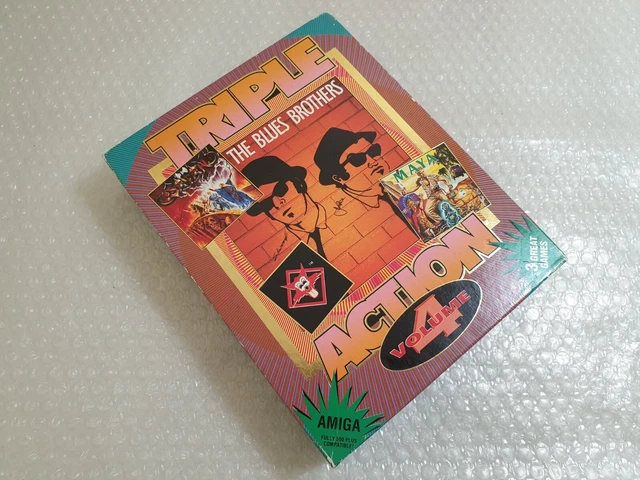 TRIPLE
THE BLUES BROTHERS
MAYA
3 GREAT
GAMES
ACTION
VOLUME
4
AMIGA
FULLY 500 PLUS
COMPATIBLE!